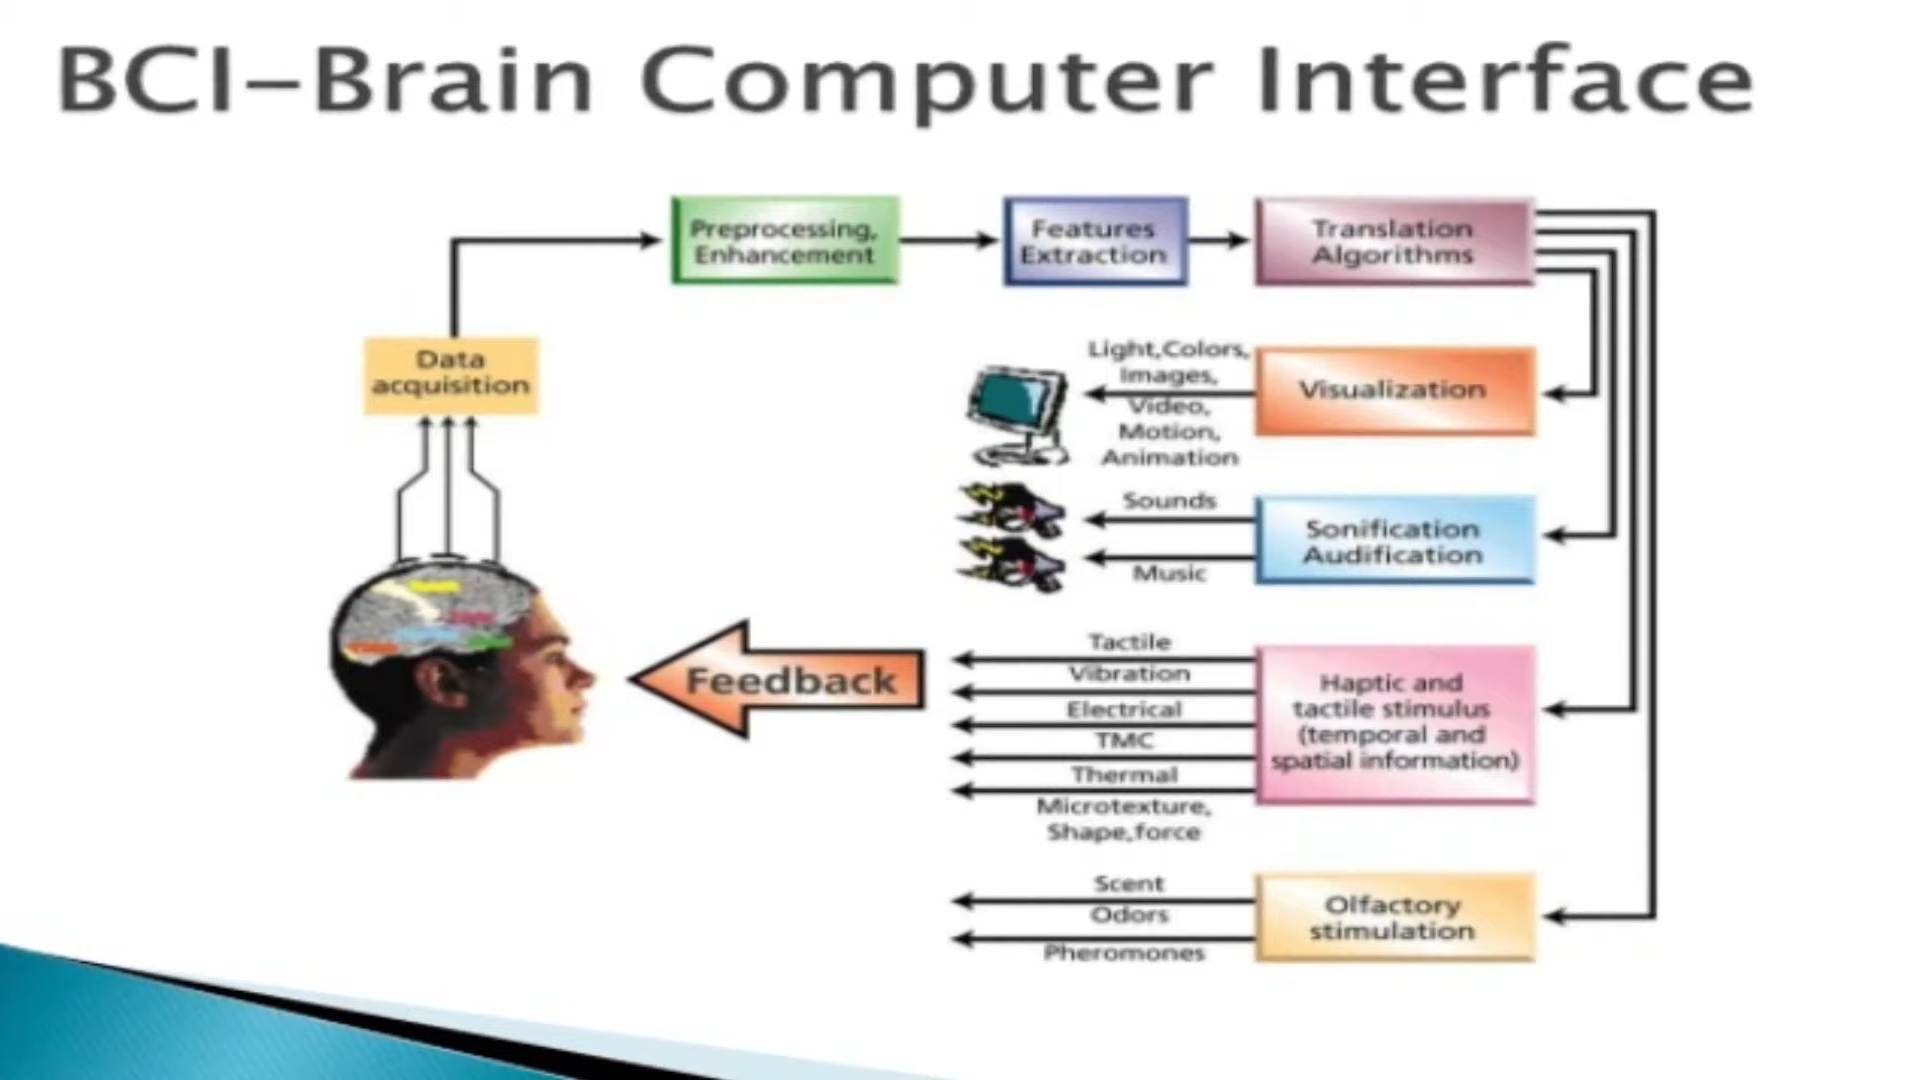 BCI-Brain Computer Interface
Preprocessing,
Enhancement
Features
Extraction
Translation
Algorithms
Data
acquisition
Light,Colors,
Images,
Video,
Motion,
Animation
Visualization
Sounds
Music
Sonification
Audification
Feedback
Tactile
Vibration
Electrical
TMC
Thermal
Microtexture,
Shape,force
Haptic and
tactile stimulus
(temporal and
spatial information)
Scent
Odors
Pheromones
Olfactory
stimulation